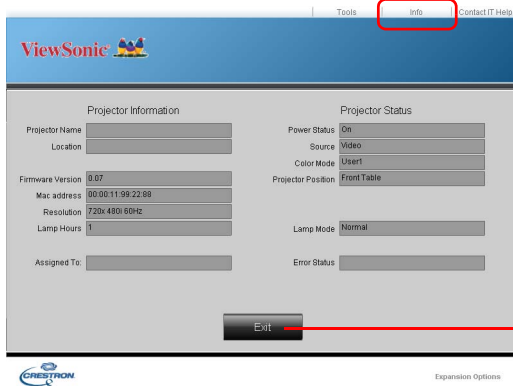 Tools Info Contact IT Help
ViewSonic
Projector Information
Projector Name
Location
Firmware Version 0.07
Mac address 00:00:11:99:22:88
Resolution 720x 480i 60Hz
Lamp Hours 1
Assigned To:
Projector Status
Power Status On
Source Video
Color Mode User1
Projector Position Front Table
Lamp Mode Normal
Error Status
Exit
CRESTRON
Expansion Options